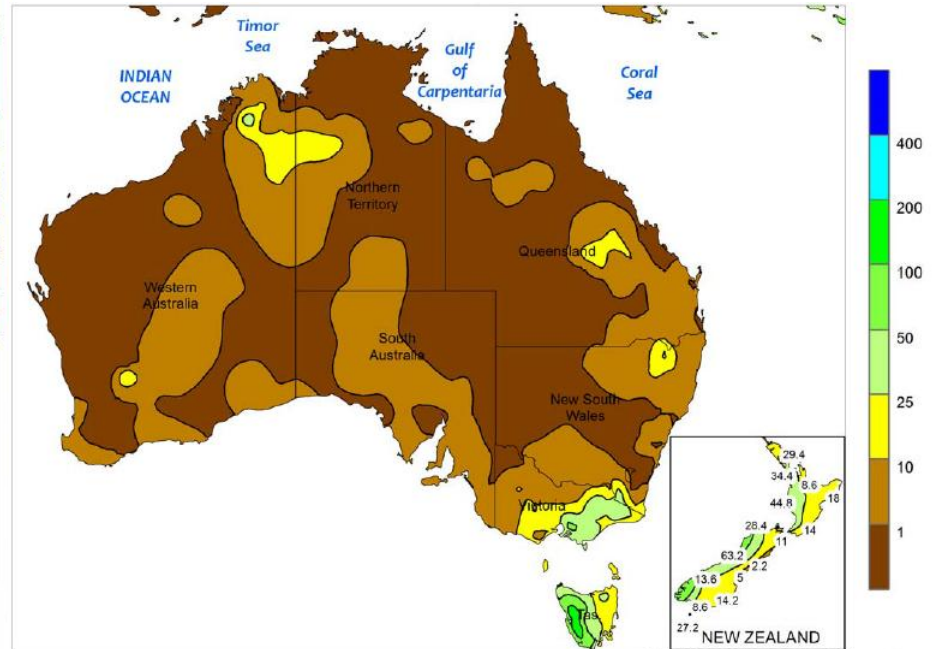 Timor
Sea
INDIAN
OCEAN
Gulf
of
Carpentaria
Coral
Sea
Northern
Territory
Queensland
Western
Australia
South
Australia
New South
Wales
Victoria
400
200
100
50
25
10
1
29.4
34.4
8.6
18
44.8
14
28.4
11
63.2
2.2
13.6
5
14.2
8.6
27.2
NEW ZEALAND